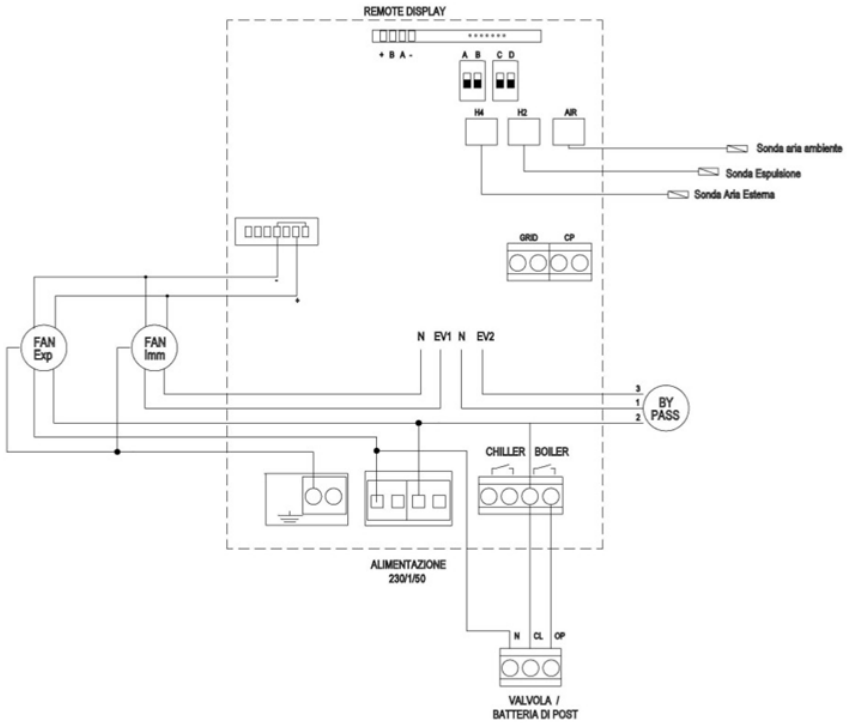 REMOTE DISPLAY
+ B A -
A B C D
H4 H2 AIR
Sonda aria ambiente
Sonda Espulsione
Sonda Aria Esterna
GRID CP
-
+
FAN
Exp
FAN
Imm
N EV1 N EV2
3
1
2
BY
PASS
CHILLER BOILER
ALIMENTAZIONE
230/1/50
N CL OP
VALVOLA /
BATTERIA DI POST